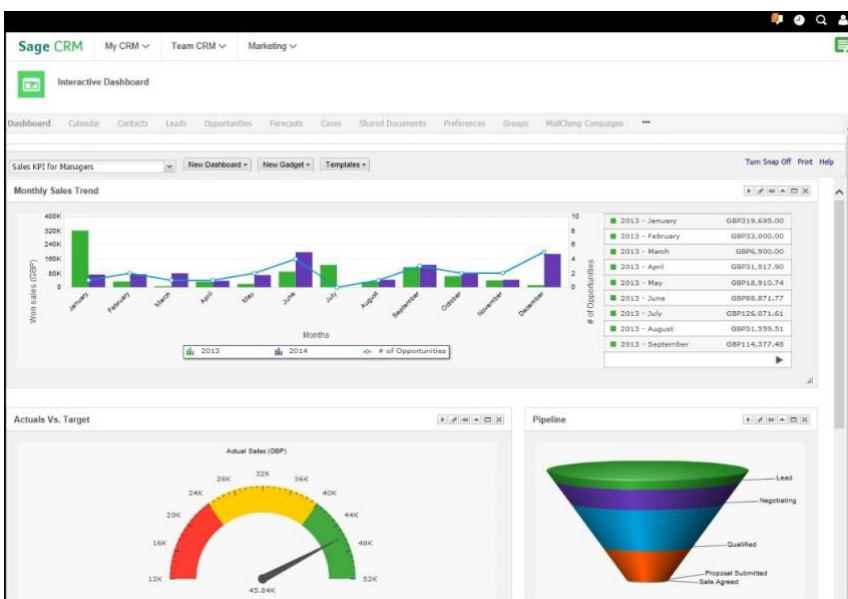 Sage CRM My CRM Team CRM Marketing
Interactive Dashboard
Dashboard Calendar Contacts Leads Opportunities Forecasts Cases Shared Documents Preferences Groups MailChimp Campaigns •••
Sales KPI for Managers New Dashboard New Gadget Templates Turn Snap Off Print Help
Monthly Sales Trend
400K
320K
240K
160K
80K
0
Won sales (GBP)
10
8
6
4
2
0
# of Opportunities
January February March April May June July August September October November December
Months
2013 2014 # of Opportunities
2013 - January GBP319,695.00
2013 - February GBP33,000.00
2013 - March GBP6,900.00
2013 - April GBP31,517.90
2013 - May GBP18,910.74
2013 - June GBP88,871.77
2013 - July GBP126,071.61
2013 - August GBP31,559.51
2013 - September GBP114,377.48
Actuals Vs. Target
Actual Sales (GBP)
12K
16K
20K
24K
28K
32K
36K
40K
44K
48K
52K
45.84K
Pipeline
Lead
Negotiating
Qualified
Proposal Submitted
Sale Agreed